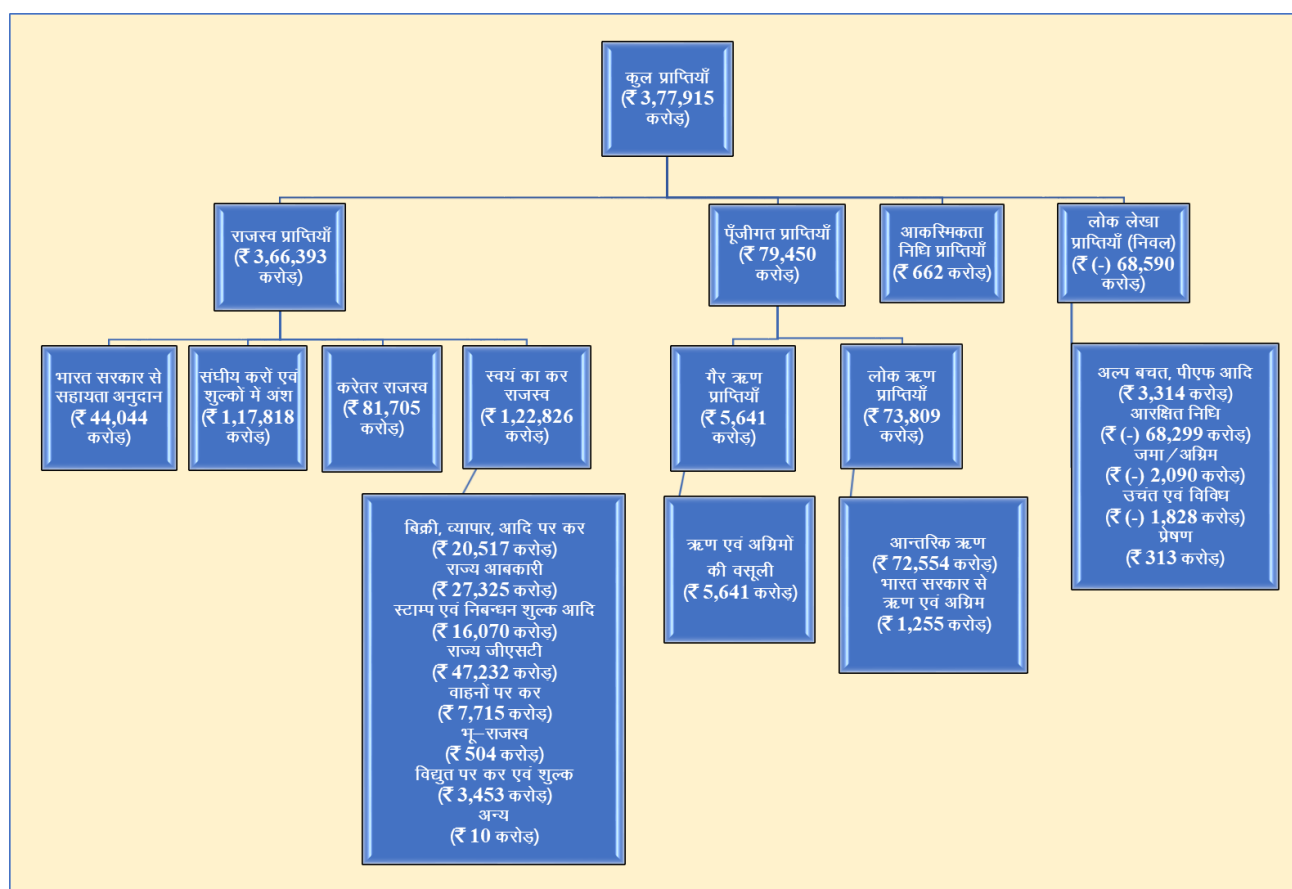 कुल प्राप्तियाँ
(₹ 3,77,915
करोड़)
राजस्व प्राप्तियाँ
(₹ 3,66,393
करोड़)
पूँजीगत प्राप्तियाँ
(₹ 79,450
करोड़)
आकस्मिकता
निधि प्राप्तियाँ
(₹ 662 करोड़)
लोक लेखा
प्राप्तियाँ (निवल)
(₹ (-) 68,590
करोड़)
भारत सरकार से
सहायता अनुदान
(₹ 44,044
करोड़)
संघीय करों एवं
शुल्कों में अंश
(₹ 1,17,818
करोड़)
करेतर राजस्व
(₹ 81,705
करोड़)
स्वयं का कर
राजस्व
(₹ 1,22,826
करोड़)
गैर ऋण
प्राप्तियाँ
(₹ 5,641
करोड़)
लोक ऋण
प्राप्तियाँ
(₹ 73,809
करोड़)
अल्प बचत, पीएफ आदि
(₹ 3,314 करोड़)
आरक्षित निधि
(₹ (-) 68,299 करोड़)
जमा/अग्रिम
(₹ (-) 2,090 करोड़)
उचंत एवं विविध
(₹ (-) 1,828 करोड़)
प्रेषण
(₹ 313 करोड़)
बिक्री, व्यापार, आदि पर कर
(₹ 20,517 करोड़)
राज्य आबकारी
(₹ 27,325 करोड़)
स्टाम्प एवं निबन्धन शुल्क आदि
(₹ 16,070 करोड़)
राज्य जीएसटी
(₹ 47,232 करोड़)
वाहनों पर कर
(₹ 7,715 करोड़)
भू–राजस्व
(₹ 504 करोड़)
विद्युत पर कर एवं शुल्क
(₹ 3,453 करोड़)
अन्य
(₹ 10 करोड़)
ऋण एवं अग्रिमों
की वसूली
(₹ 5,641 करोड़)
आन्तरिक ऋण
(₹ 72,554 करोड़)
भारत सरकार से
ऋण एवं अग्रिम
(₹ 1,255 करोड़)